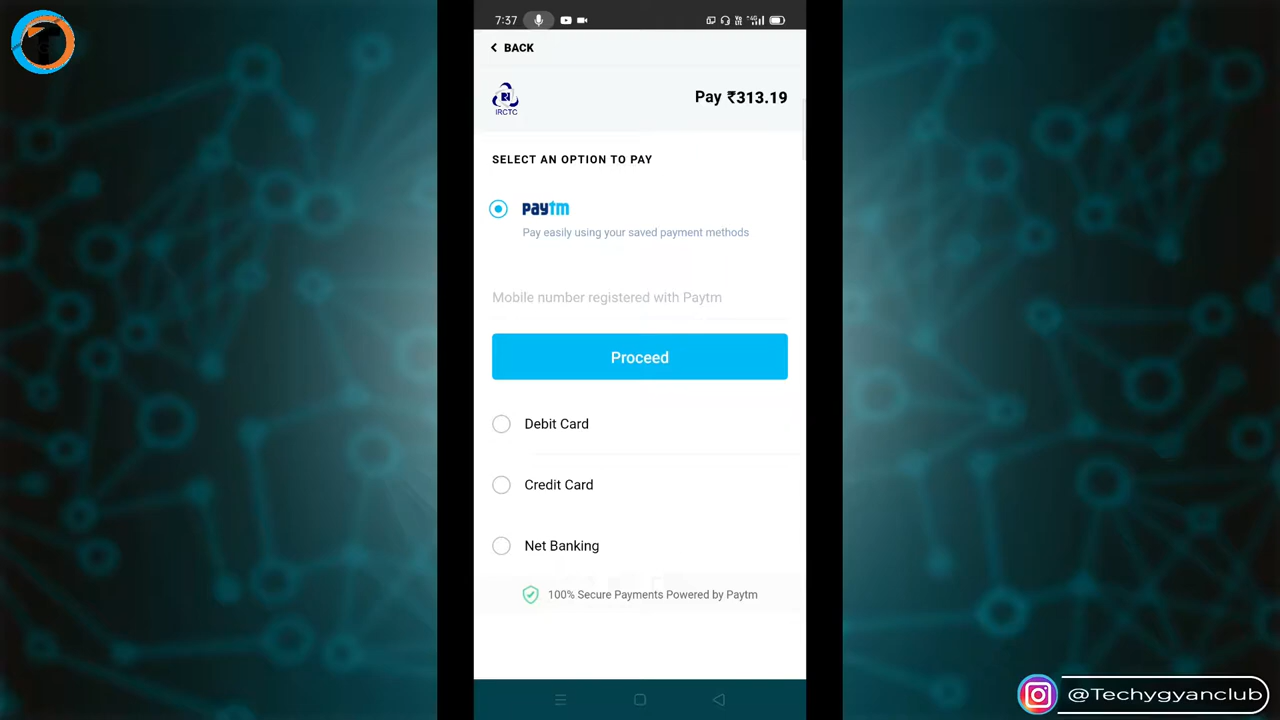 7:37
BACK
IRCTC
Pay ₹313.19
SELECT AN OPTION TO PAY
paytm
Pay easily using your saved payment methods
Mobile number registered with Paytm
Proceed
Debit Card
Credit Card
Net Banking
100% Secure Payments Powered by Paytm
@Techygyanclub